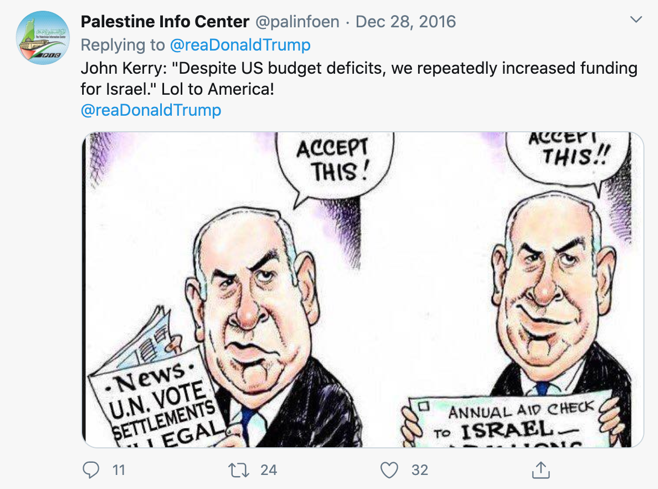 Palestine Info Center @palinfoen · Dec 28, 2016
Replying to @reaDonaldTrump
John Kerry: "Despite US budget deficits, we repeatedly increased funding
for Israel." Lol to America!
@reaDonaldTrump
ACCEPT
THIS!
ACCEPT
THIS!!
·News·
U.N. VOTE
SETTLEMENTS
ILLEGAL
ANNUAL AID CHECK
TO ISRAEL—
11 24 32